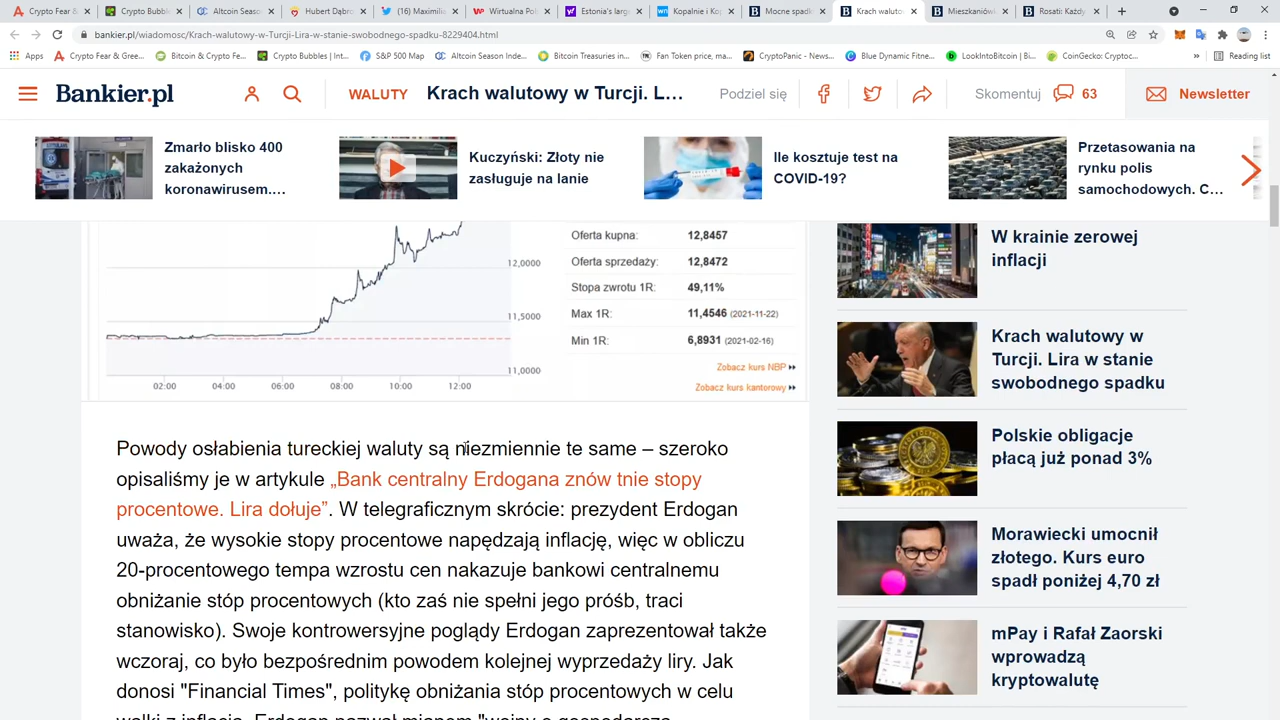 Crypto Fear &
Crypto Bubbl
Altcoin Season
Hubert Dąbro
(16) Maximilia
Wirtualna Pol
Estonia's larg
Kopalnie i Kop
Mocne spadk
Krach waluto
Mieszkaniów
Rosati: Każdy
bankier.pl/wiadomosc/Krach-walutowy-w-Turcji-Lira-w-stanie-swobodnego-spadku-8229404.html
Apps
Crypto Fear & Gree...
Bitcoin & Crypto Fe...
Crypto Bubbles | Int...
S&P 500 Map
Altcoin Season Inde...
Bitcoin Treasuries in...
Fan Token price, ma...
CryptoPanic - News...
Blue Dynamic Fitne...
LookIntoBitcoin | Bi...
CoinGecko: Cryptoc...
»
Reading list
Bankier.pl
WALUTY
Krach walutowy w Turcji. L...
Podziel się
Skomentuj
63
Newsletter
Zmarło blisko 400
zakażonych
koronawirusem....
Kuczyński: Złoty nie
zasługuje na lanie
Ile kosztuje test na
COVID-19?
Przetasowania na
rynku polis
samochodowych. C...
12,0000
11,5000
11,0000
02:00 04:00 06:00 08:00 10:00 12:00
Oferta kupna: 12,8457
Oferta sprzedaży: 12,8472
Stopa zwrotu 1R: 49,11%
Max 1R: 11,4546 (2021-11-22)
Min 1R: 6,8931 (2021-02-16)
Zobacz kurs NBP
Zobacz kurs kantorowy
Powody osłabienia tureckiej waluty są niezmiennie te same – szeroko
opisaliśmy je w artykule „Bank centralny Erdogana znów tnie stopy
procentowe. Lira dołuje”. W telegraficznym skrócie: prezydent Erdogan
uważa, że wysokie stopy procentowe napędzają inflację, więc w obliczu
20-procentowego tempa wzrostu cen nakazuje bankowi centralnemu
obniżanie stóp procentowych (kto zaś nie spełni jego próśb, traci
stanowisko). Swoje kontrowersyjne poglądy Erdogan zaprezentował także
wczoraj, co było bezpośrednim powodem kolejnej wyprzedaży liry. Jak
donosi "Financial Times", politykę obniżania stóp procentowych w celu
walki z inflacją, Erdogan nazwał mianem "wojny o gospodarczą
W krainie zerowej
inflacji
Krach walutowy w
Turcji. Lira w stanie
swobodnego spadku
Polskie obligacje
płacą już ponad 3%
Morawiecki umocnił
złotego. Kurs euro
spadł poniżej 4,70 zł
mPay i Rafał Zaorski
wprowadzą
kryptowalutę